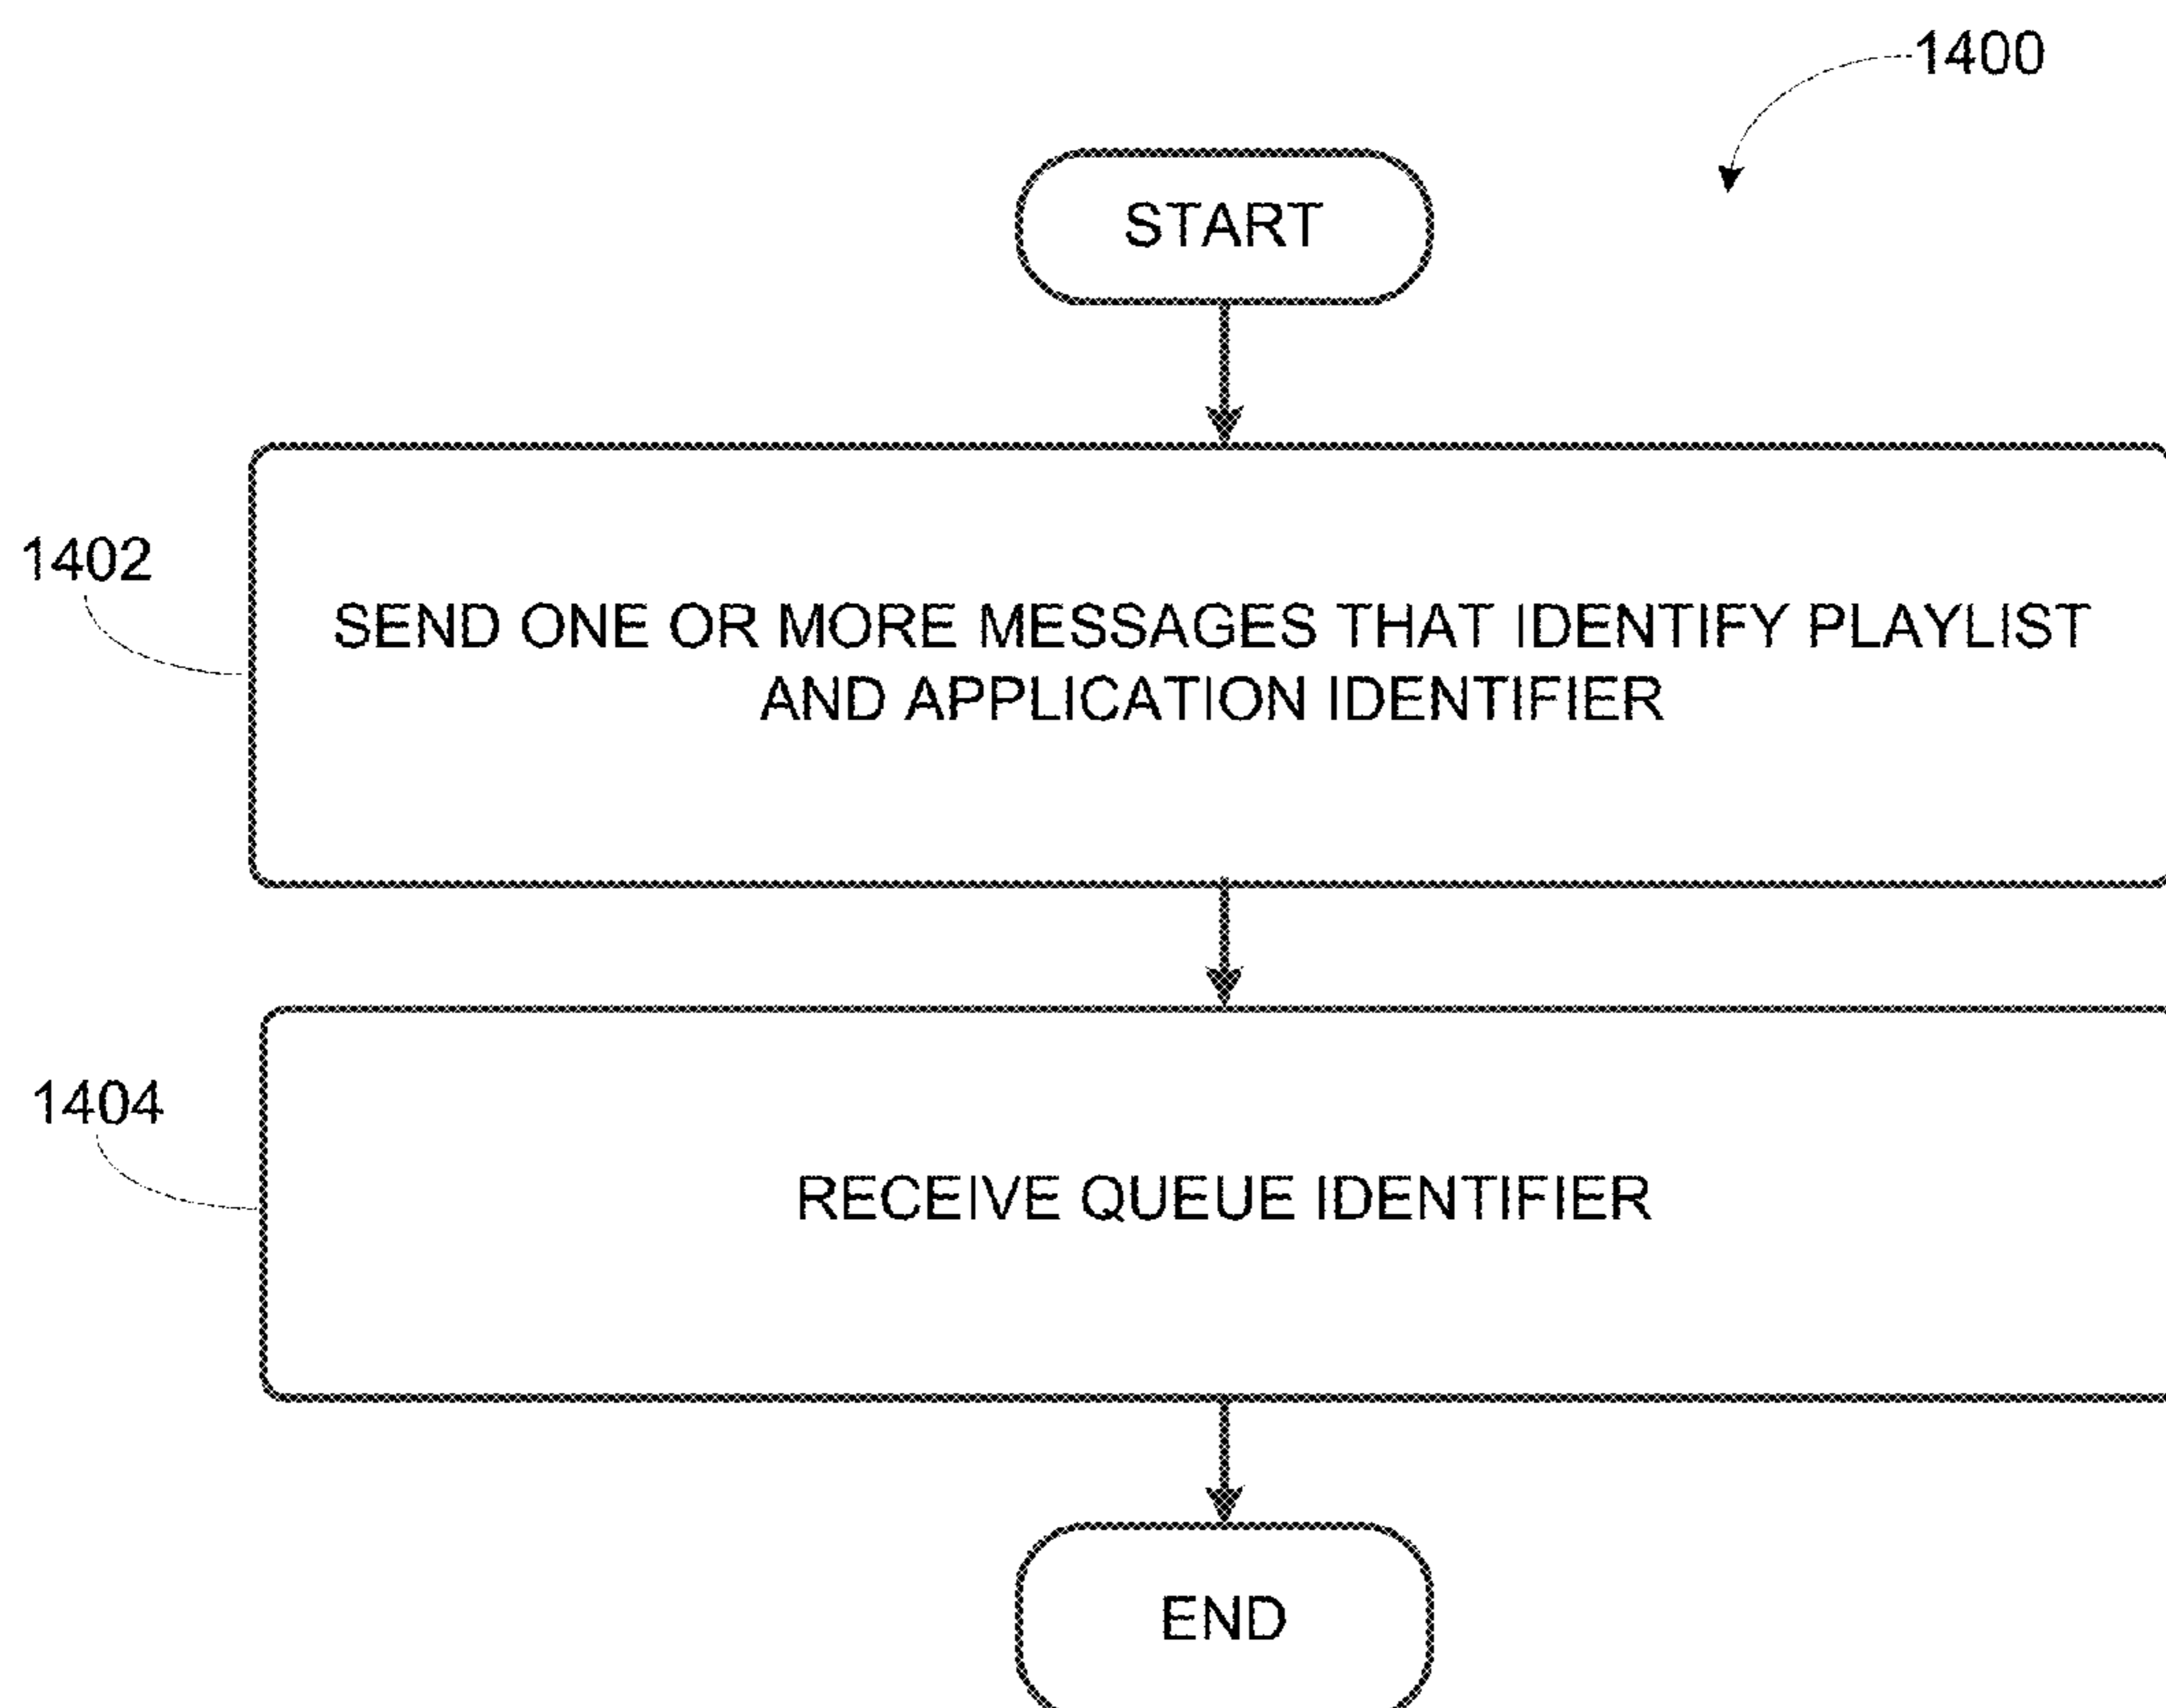 1400
START
1402
SEND ONE OR MORE MESSAGES THAT IDENTIFY PLAYLIST
AND APPLICATION IDENTIFIER
1404
RECEIVE QUEUE IDENTIFIER
END